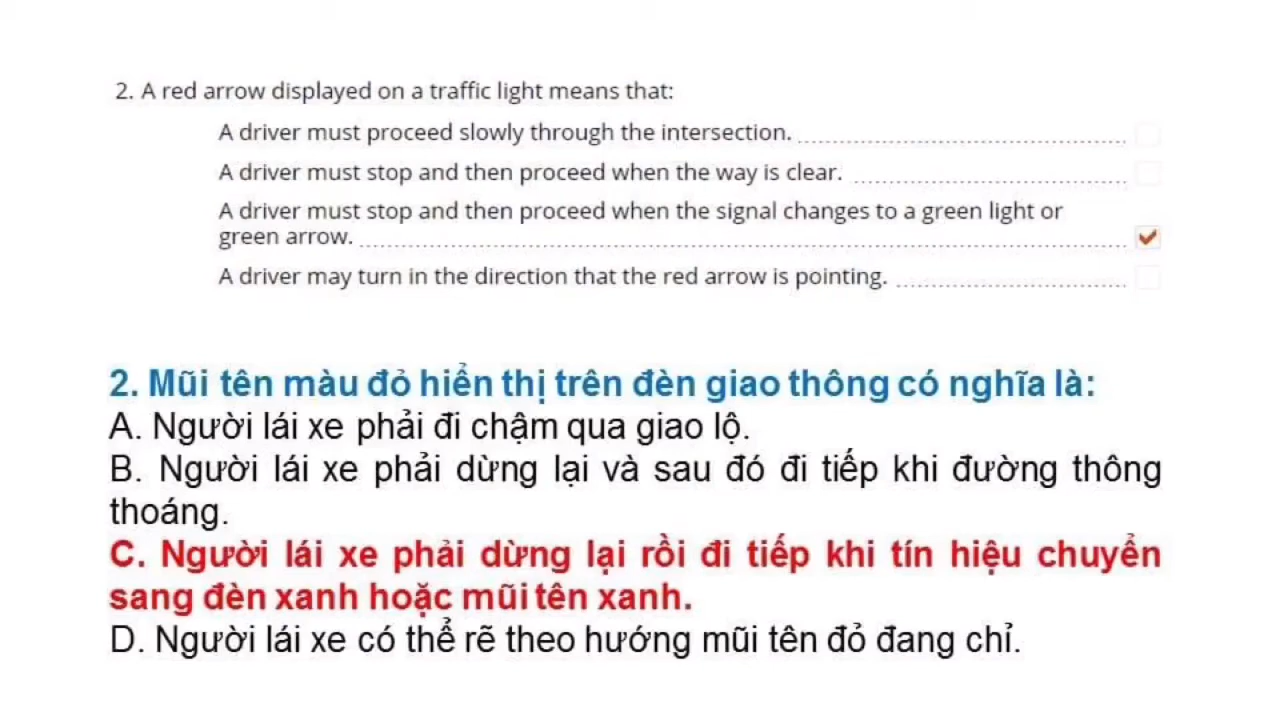 2. A red arrow displayed on a traffic light means that:
A driver must proceed slowly through the intersection.
A driver must stop and then proceed when the way is clear.
A driver must stop and then proceed when the signal changes to a green light or
green arrow.
A driver may turn in the direction that the red arrow is pointing.
2. Mũi tên màu đỏ hiển thị trên đèn giao thông có nghĩa là:
A. Người lái xe phải đi chậm qua giao lộ.
B. Người lái xe phải dừng lại và sau đó đi tiếp khi đường thông
thoáng.
C. Người lái xe phải dừng lại rồi đi tiếp khi tín hiệu chuyển
sang đèn xanh hoặc mũi tên xanh.
D. Người lái xe có thể rẽ theo hướng mũi tên đỏ đang chỉ.